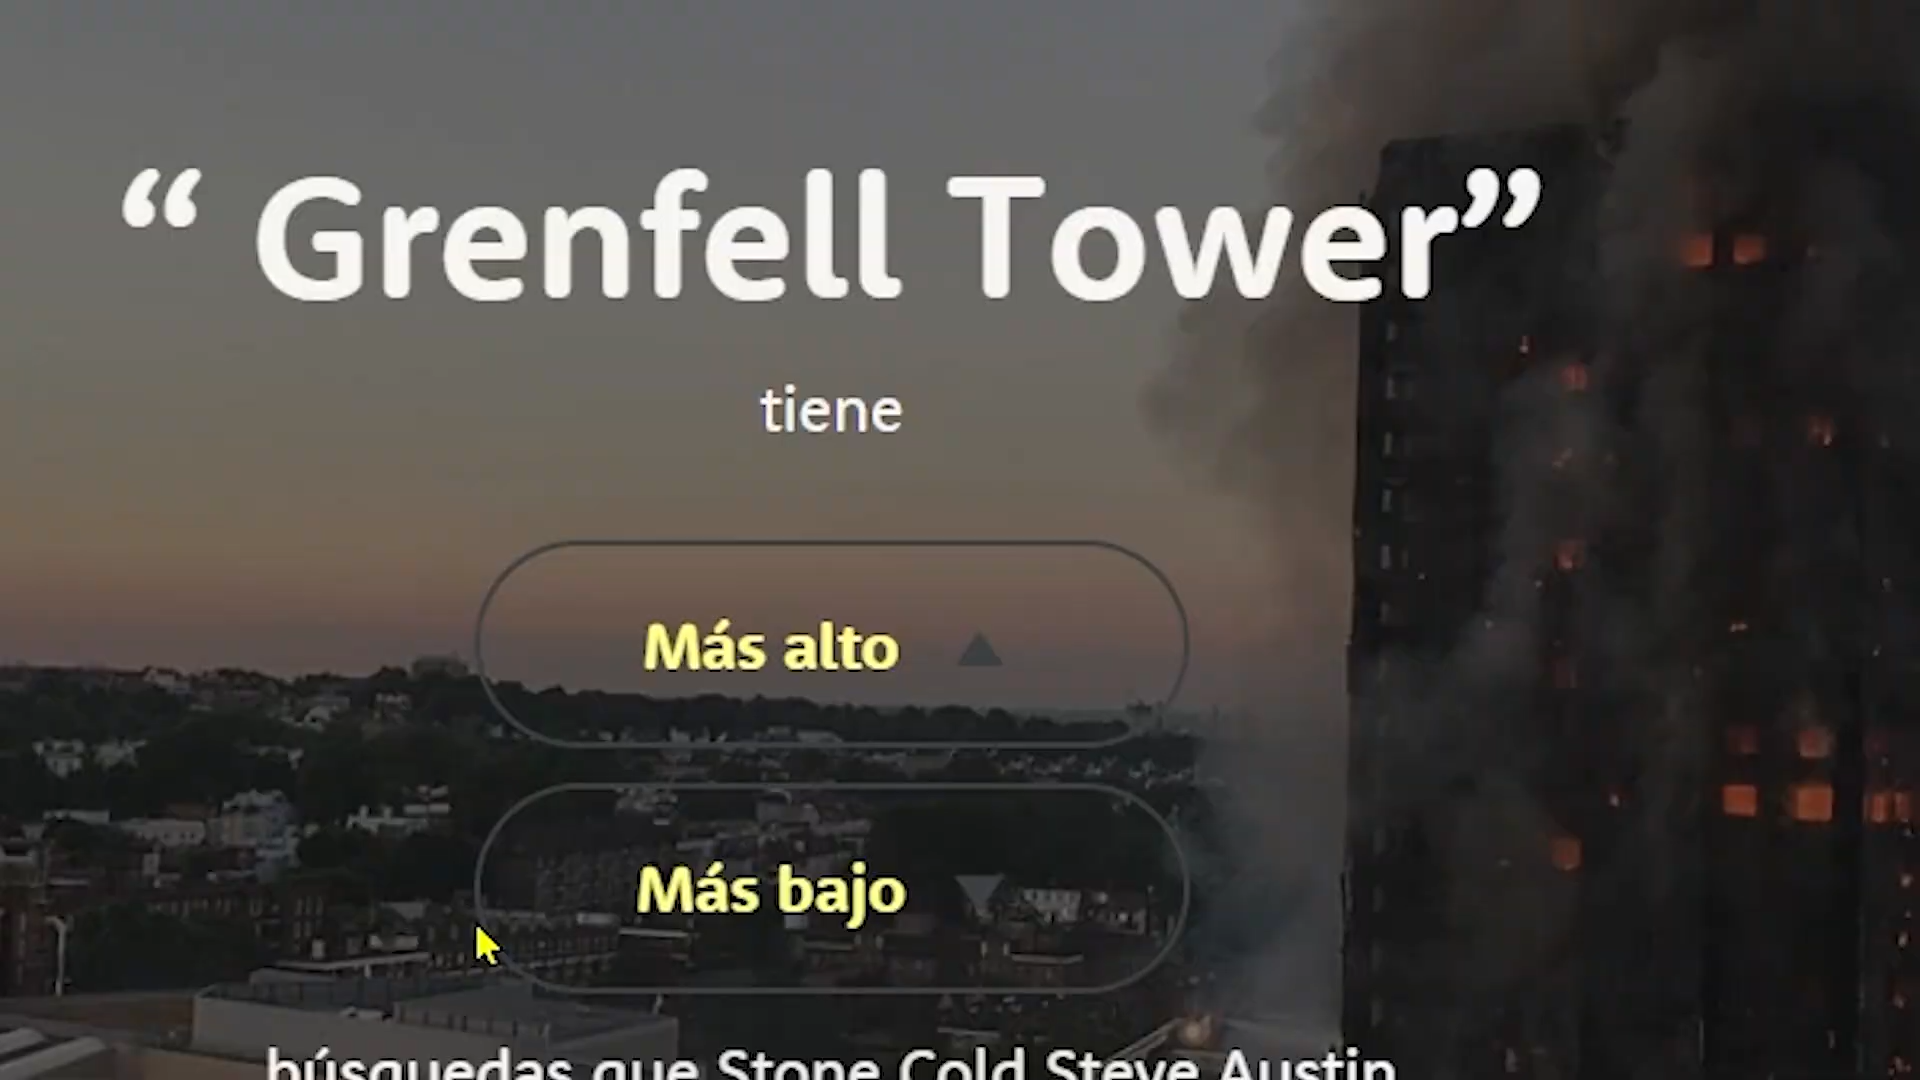 “ Grenfell Tower”
tiene
Más alto
Más bajo
búsquedas que Stone Cold Steve Austin